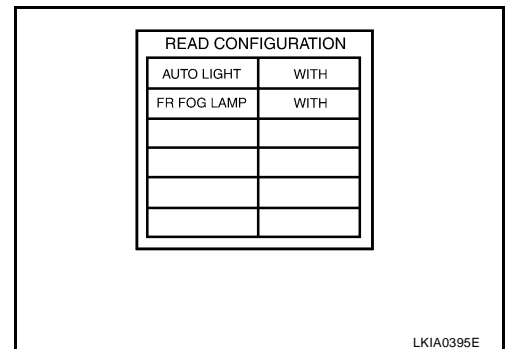 READ CONFIGURATION
AUTO LIGHT WITH
FR FOG LAMP WITH
LKIA0395E